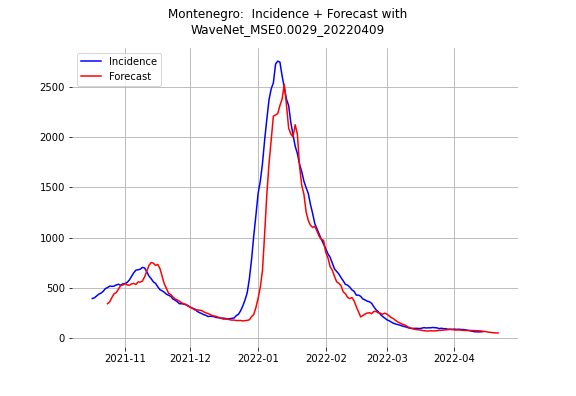 Montenegro:  Incidence + Forecast with
WaveNet_MSE0.0029_20220409
Incidence
Forecast
2500
2000
1500
1000
500
0
2021-11 2021-12 2022-01 2022-02 2022-03 2022-04